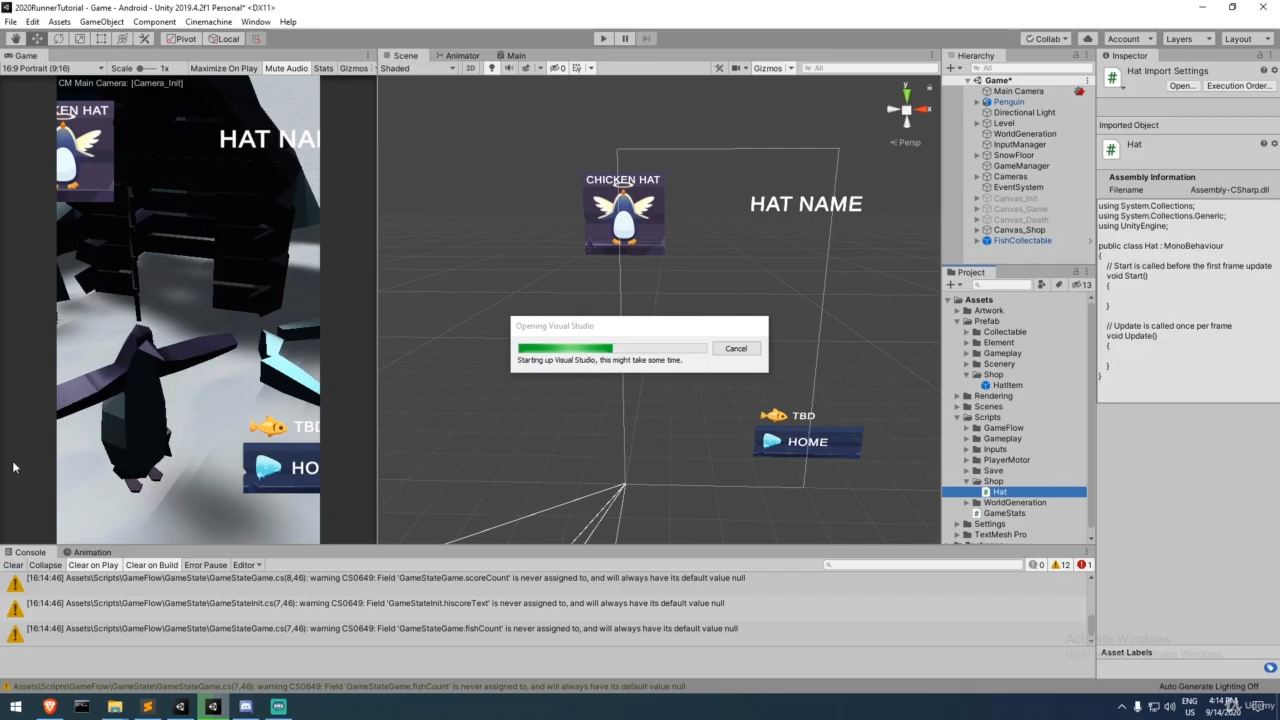 2020RunnerTutorial - Game - Android - Unity 2019.4.2f1 Personal* <DX11>
File Edit Assets GameObject Component Cinemachine Window Help
Pivot Local Collab Account Layers Layout
Game Scene Animator Main Hierarchy Inspector
16:9 Portrait (9:16) Scale 1x Maximize On Play Mute Audio Stats Gizmos Shaded 2D 0 Gizmos All
CM Main Camera: [Camera_Init]
KEN HAT
HAT NA
TBD
HO
y
x
Persp
CHICKEN HAT
HAT NAME
TBD
HOME
Opening Visual Studio
Cancel
Starting up Visual Studio, this might take some time.
All
Game*
Main Camera
Penguin
Directional Light
Level
WorldGeneration
InputManager
SnowFloor
GameManager
Cameras
EventSystem
Canvas_Init
Canvas_Game
Canvas_Death
Canvas_Shop
FishCollectable
Project
13
Assets
Artwork
Prefab
Collectable
Element
Gameplay
Scenery
Shop
HatItem
Rendering
Scenes
Scripts
GameFlow
Gameplay
Inputs
PlayerMotor
Save
Shop
Hat
WorldGeneration
GameStats
Settings
TextMesh Pro
Hat Import Settings
Open... Execution Order...
Imported Object
Hat
Assembly Information
Filename Assembly-CSharp.dll
using System.Collections;
using System.Collections.Generic;
using UnityEngine;
public class Hat : MonoBehaviour
{
// Start is called before the first frame update
void Start()
{
}
// Update is called once per frame
void Update()
{
}
}
Console Animation
Clear Collapse Clear on Play Clear on Build Error Pause Editor 0 12 1
[16:14:46] Assets\Scripts\GameFlow\GameState\GameStateGame.cs(8,46): warning CS0649: Field 'GameStateGame.scoreCount' is never assigned to, and will always have its default value null
[16:14:46] Assets\Scripts\GameFlow\GameState\GameStateInit.cs(7,46): warning CS0649: Field 'GameStateInit.hiscoreText' is never assigned to, and will always have its default value null
[16:14:46] Assets\Scripts\GameFlow\GameState\GameStateGame.cs(7,46): warning CS0649: Field 'GameStateGame.fishCount' is never assigned to, and will always have its default value null
Activate Windows
Asset Labels
Assets\Scripts\GameFlow\GameState\GameStateGame.cs(7,46): warning CS0649: Field 'GameStateGame.fishCount' is never assigned to, and will always have its default value null
Auto Generate Lighting Off
ENG
US
4:14 PM
9/14/2020
Udemy